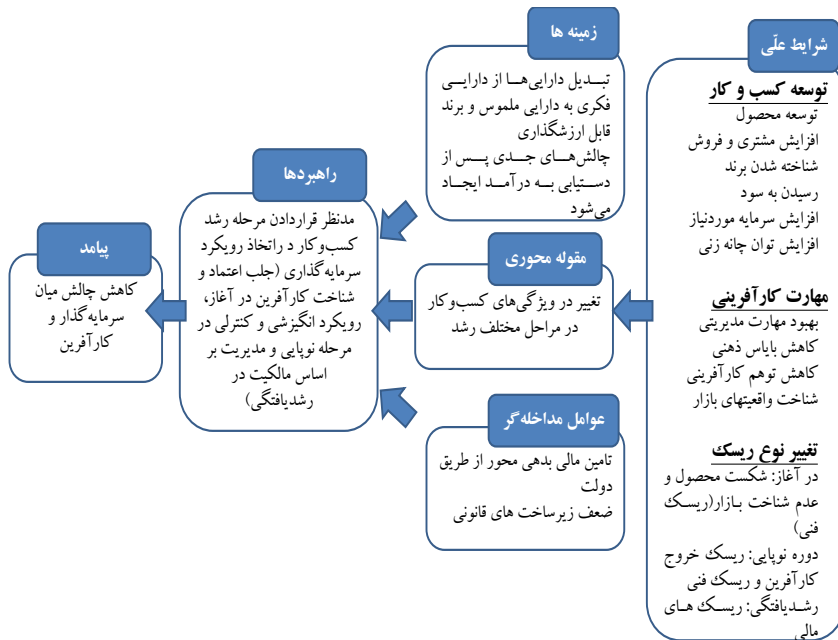 شرایط علّی
توسعه کسب و کار
توسعه محصول
افزایش مشتری و فروش
شناخته شدن برند
رسیدن به سود
افزایش سرمایه موردنیاز
افزایش توان چانه زنی
مهارت کارآفرینی
بهبود مهارت مدیریتی
کاهش بایاس ذهنی
کاهش توهم کارآفرینی
شناخت واقعیتهای بازار
تغییر نوع ریسک
در آغاز: شکست محصول و
عدم شناخت بازار(ریسک
فنی)
دوره نوپایی: ریسک خروج
کارآفرین و ریسک فنی
رشدیافتگی: ریسک های
مالی
زمینه ها
تبدیل دارایی‌ها از دارایی
فکری به دارایی ملموس و برند
قابل ارزشگذاری
چالش‌های جدی پس از
دستیابی به درآمد ایجاد
می‌شود
مقوله محوری
تغییر در ویژگی‌های کسب‌وکار
در مراحل مختلف رشد
عوامل مداخله‌گر
تامین مالی بدهی محور از طریق
دولت
ضعف زیرساخت های قانونی
راهبردها
مدنظر قراردادن مرحله رشد
کسب‌وکار د راتخاذ رویکرد
سرمایه‌گذاری (جلب اعتماد و
شناخت کارآفرین در آغاز،
رویکرد انگیزشی و کنترلی در
مرحله نوپایی و مدیریت بر
اساس مالکیت در
رشدیافتگی)
پیامد
کاهش چالش میان
سرمایه‌گذار و
کارآفرین